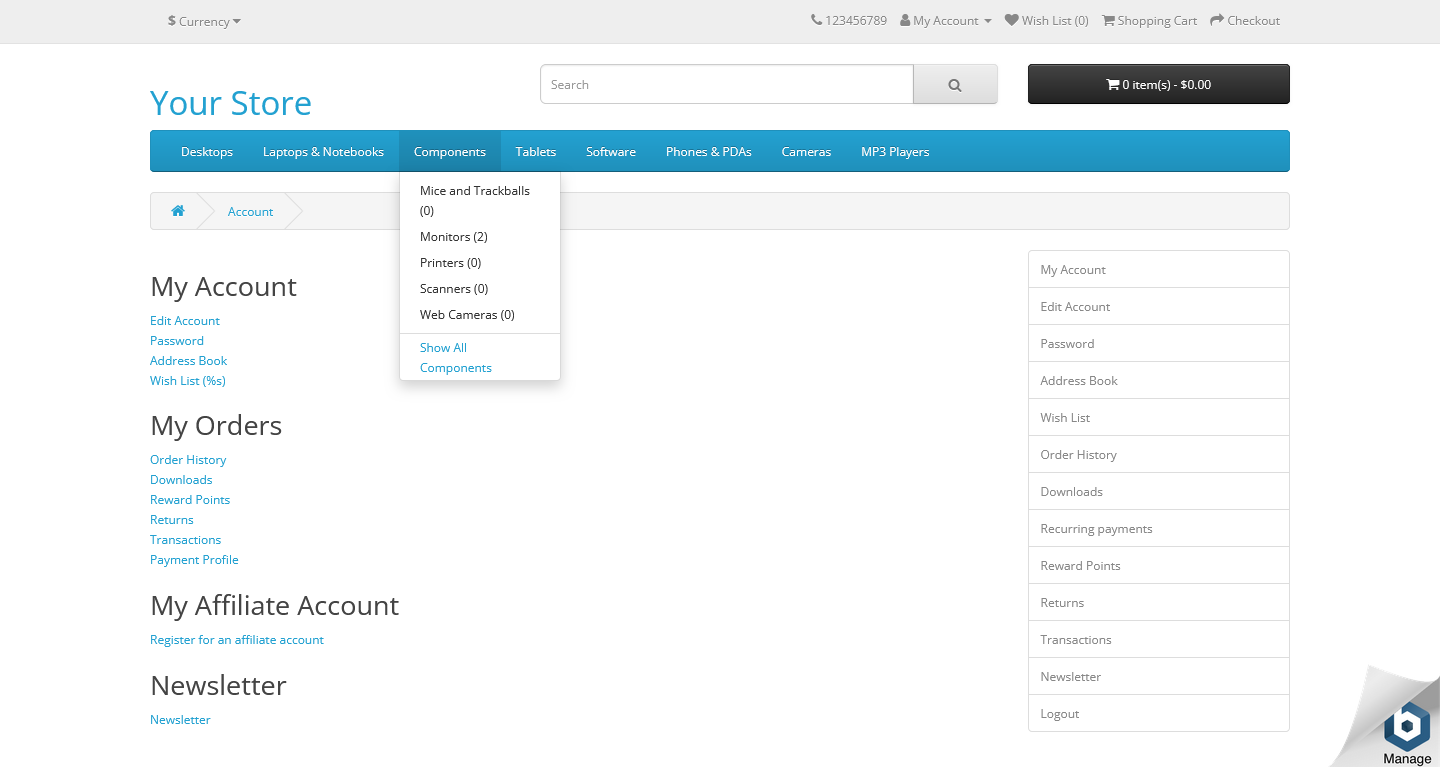 $ Currency
123456789 My Account Wish List (0) Shopping Cart Checkout
Your Store
Search
0 item(s) - $0.00
Desktops Laptops & Notebooks Components Tablets Software Phones & PDAs Cameras MP3 Players
Mice and Trackballs
(0)
Monitors (2)
Printers (0)
Scanners (0)
Web Cameras (0)
Show All
Components
Account
My Account
Edit Account
Password
Address Book
Wish List (%s)
My Orders
Order History
Downloads
Reward Points
Returns
Transactions
Payment Profile
My Affiliate Account
Register for an affiliate account
Newsletter
Newsletter
My Account
Edit Account
Password
Address Book
Wish List
Order History
Downloads
Recurring payments
Reward Points
Returns
Transactions
Newsletter
Logout
Manage